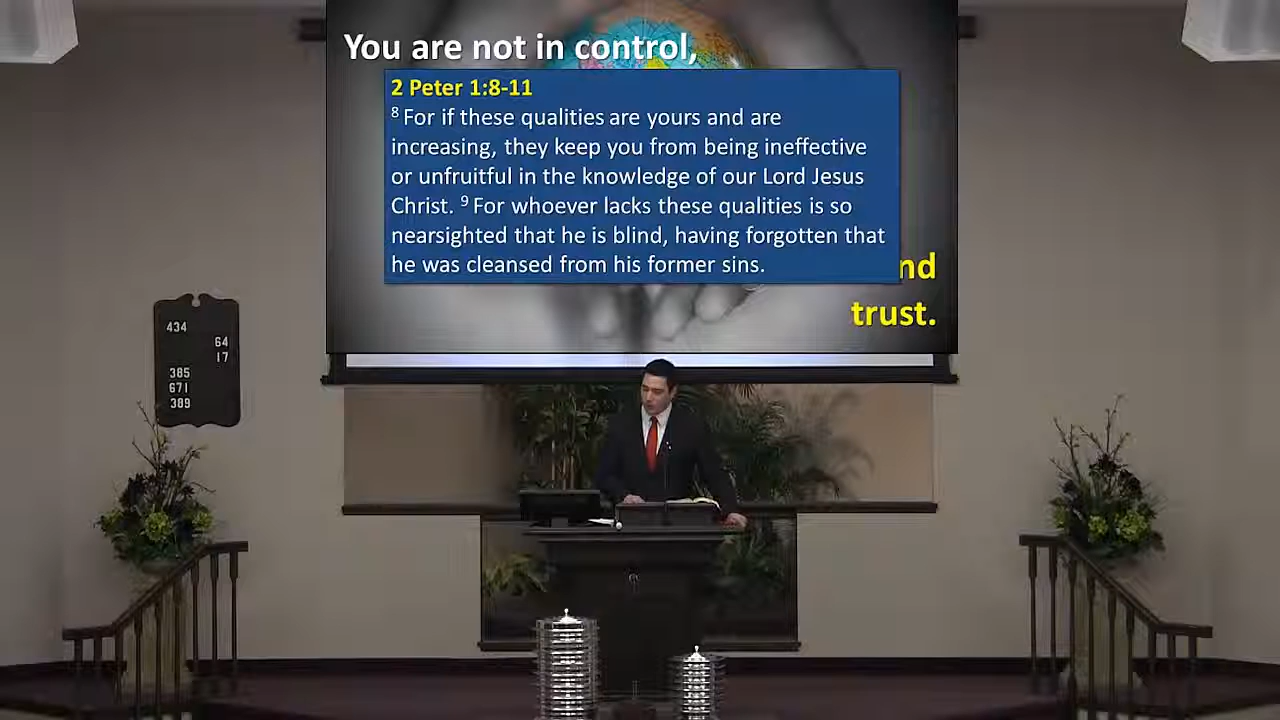 You are not in control,
2 Peter 1:8-11
8 For if these qualities are yours and are
increasing, they keep you from being ineffective
or unfruitful in the knowledge of our Lord Jesus
Christ. 9 For whoever lacks these qualities is so
nearsighted that he is blind, having forgotten that
he was cleansed from his former sins.
nd
trust.
434
64
17
385
671
389